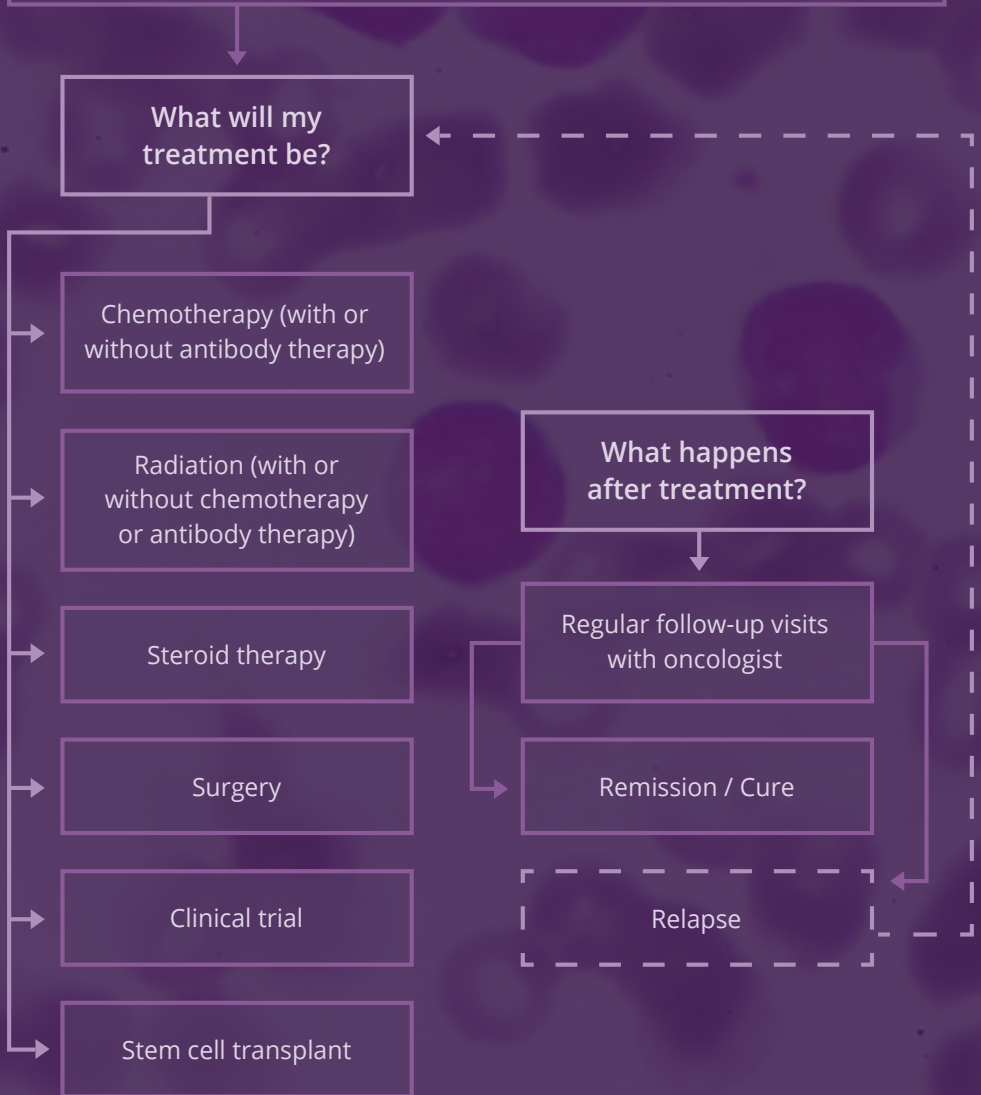 What will my
treatment be?
Chemotherapy (with or
without antibody therapy)
Radiation (with or
without chemotherapy
or antibody therapy)
Steroid therapy
Surgery
Clinical trial
Stem cell transplant
What happens
after treatment?
Regular follow-up visits
with oncologist
Remission / Cure
Relapse